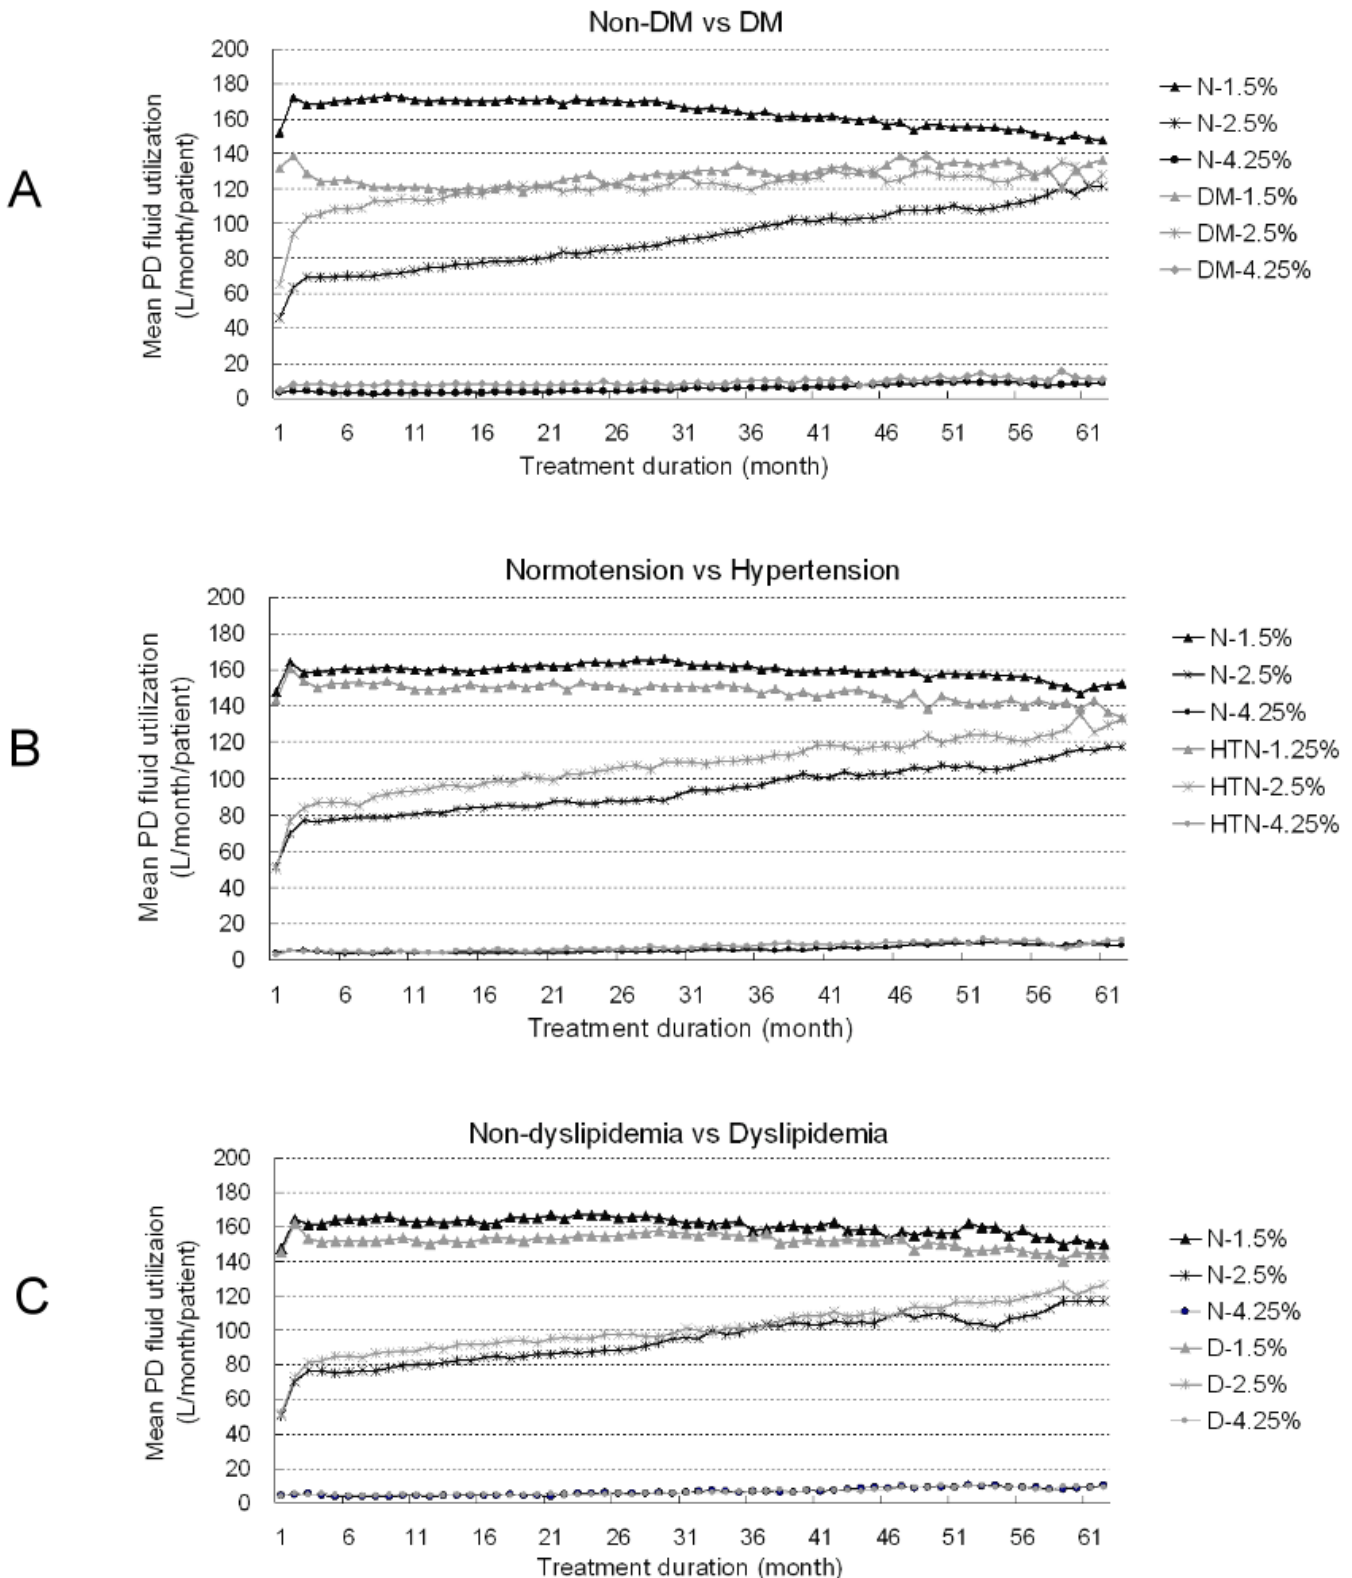 A
Non-DM vs DM
Mean PD fluid utilization
(L/month/patient)
200
180
160
140
120
100
80
60
40
20
0
1 6 11 16 21 26 31 36 41 46 51 56 61
Treatment duration (month)
N-1.5%
N-2.5%
N-4.25%
DM-1.5%
DM-2.5%
DM-4.25%
B
Normotension vs Hypertension
Mean PD fluid utilization
(L/month/patient)
200
180
160
140
120
100
80
60
40
20
0
1 6 11 16 21 26 31 36 41 46 51 56 61
Treatment duration (month)
N-1.5%
N-2.5%
N-4.25%
HTN-1.25%
HTN-2.5%
HTN-4.25%
C
Non-dyslipidemia vs Dyslipidemia
Mean PD fluid utilizaion
(L/month/patient)
200
180
160
140
120
100
80
60
40
20
0
1 6 11 16 21 26 31 36 41 46 51 56 61
Treatment duration (month)
N-1.5%
N-2.5%
N-4.25%
D-1.5%
D-2.5%
D-4.25%